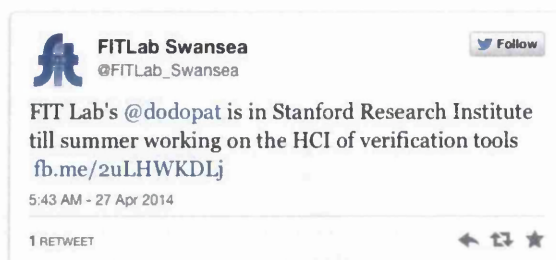 fit
FITLab Swansea
@FITLab_Swansea
Follow
FIT Lab's @dodopat is in Stanford Research Institute
till summer working on the HCI of verification tools
fb.me/2uLHWKDLj
5:43 AM - 27 Apr 2014
1 RETWEET